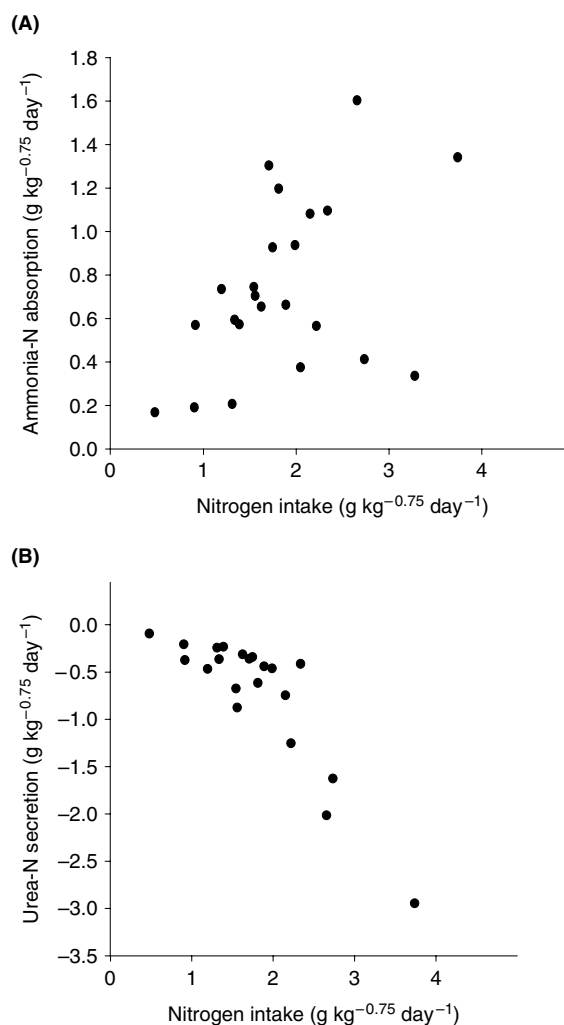 (A)
Ammonia-N absorption (g kg⁻⁰·⁷⁵ day⁻¹)
1.8
1.6
1.4
1.2
1.0
0.8
0.6
0.4
0.2
0.0
0 1 2 3 4
Nitrogen intake (g kg⁻⁰·⁷⁵ day⁻¹)
(B)
Urea-N secretion (g kg⁻⁰·⁷⁵ day⁻¹)
0.0
−0.5
−1.0
−1.5
−2.0
−2.5
−3.0
−3.5
0 1 2 3 4
Nitrogen intake (g kg⁻⁰·⁷⁵ day⁻¹)